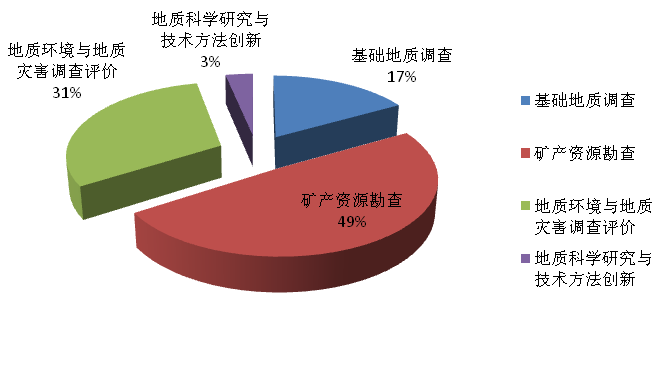 地质科学研究与
技术方法创新
3%
地质环境与地质
灾害调查评价
31%
基础地质调查
17%
矿产资源勘查
49%
基础地质调查
矿产资源勘查
地质环境与地质
灾害调查评价
地质科学研究与
技术方法创新